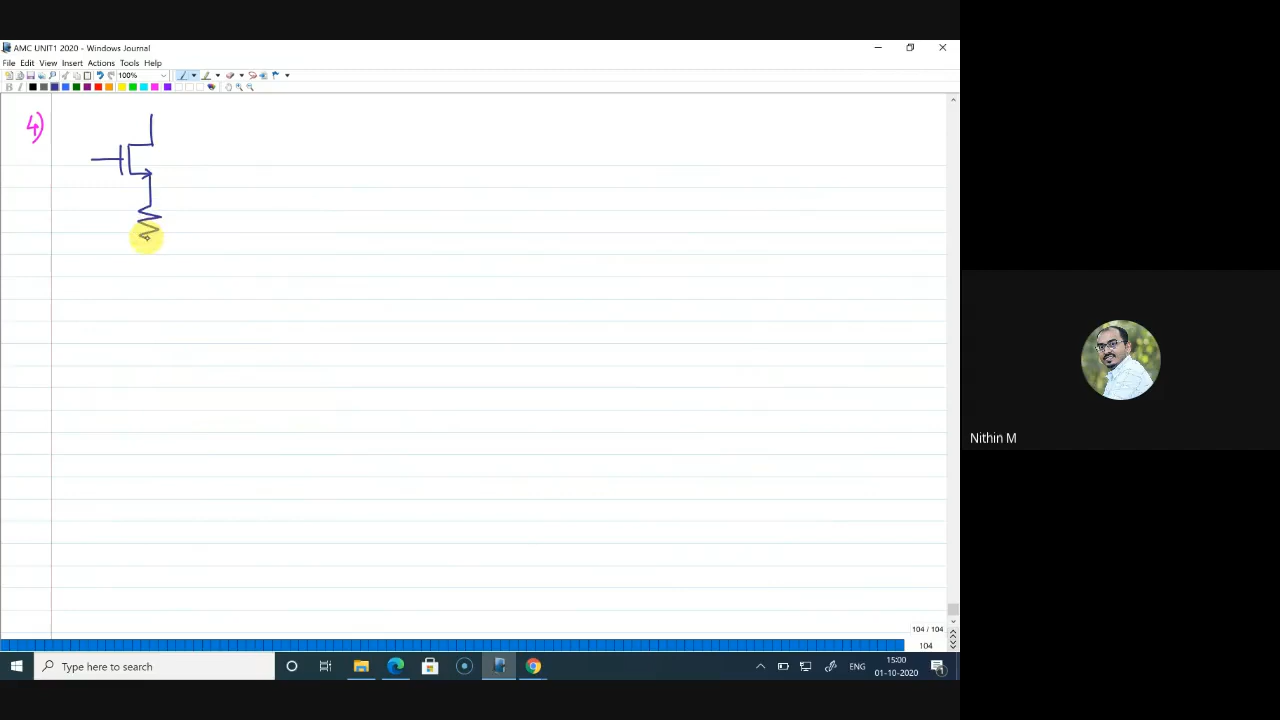 AMC UNIT1 2020 - Windows Journal
File Edit View Insert Actions Tools Help
100%
4)
Nithin M
104 / 104
104
Type here to search
ENG
15:00
01-10-2020